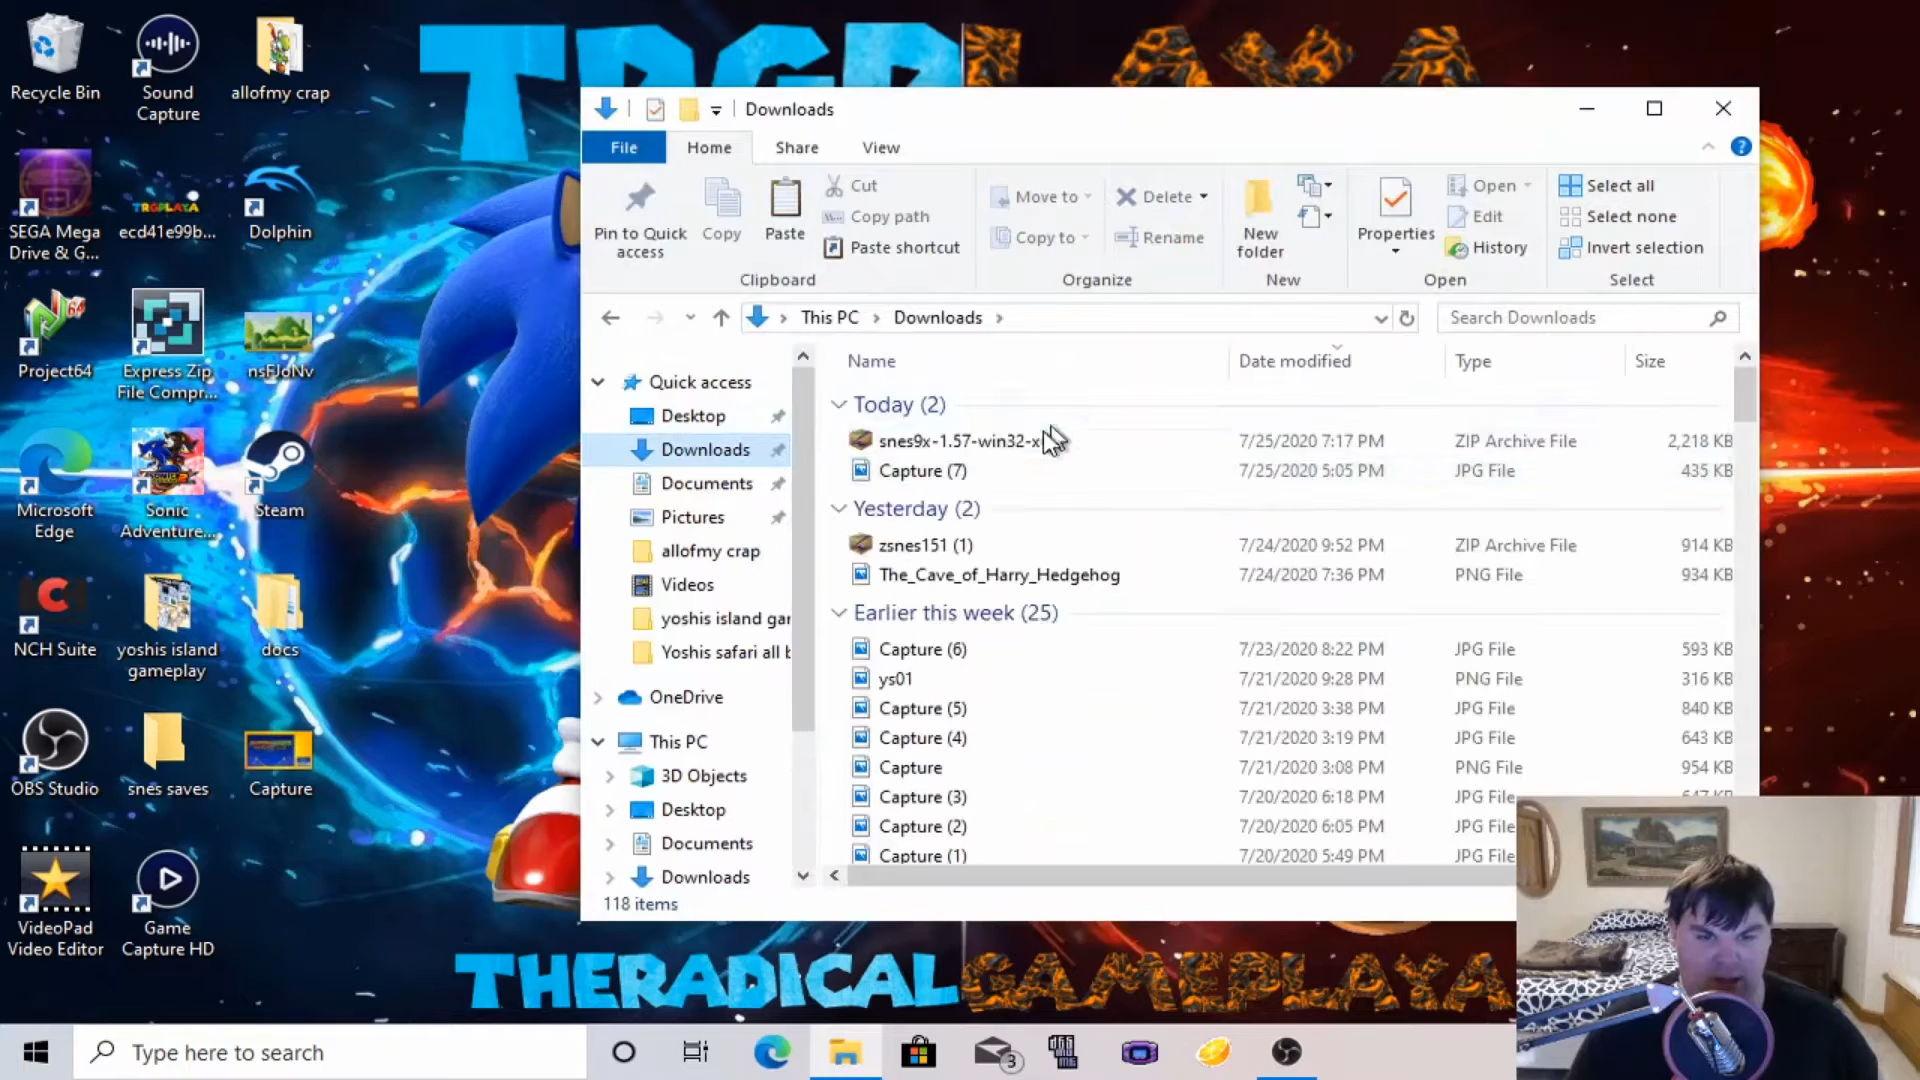 TRGPLAYA
Recycle Bin
Sound
Capture
allofmy crap
SEGA Mega
Drive & G...
TRGPLAYA
ecd41e99b...
Dolphin
Project64
Express Zip
File Compr...
nsFJoNv
Microsoft
Edge
Sonic
Adventure...
Steam
NCH Suite
yoshis island
gameplay
docs
OBS Studio
snes saves
Capture
VideoPad
Video Editor
Game
Capture HD
Downloads
File
Home
Share
View
Pin to Quick
access
Copy
Paste
Cut
Copy path
Paste shortcut
Clipboard
Move to
Copy to
Delete
Rename
Organize
New
folder
New
Properties
Open
Edit
History
Open
Select all
Select none
Invert selection
Select
This PC > Downloads >
Search Downloads
Quick access
Desktop
Downloads
Documents
Pictures
allofmy crap
Videos
yoshis island gar
Yoshis safari all b
OneDrive
This PC
3D Objects
Desktop
Documents
Downloads
Name Date modified Type Size
Today (2)
snes9x-1.57-win32-x 7/25/2020 7:17 PM ZIP Archive File 2,218 KB
Capture (7) 7/25/2020 5:05 PM JPG File 435 KB
Yesterday (2)
zsnes151 (1) 7/24/2020 9:52 PM ZIP Archive File 914 KB
The_Cave_of_Harry_Hedgehog 7/24/2020 7:36 PM PNG File 934 KB
Earlier this week (25)
Capture (6) 7/23/2020 8:22 PM JPG File 593 KB
ys01 7/21/2020 9:28 PM PNG File 316 KB
Capture (5) 7/21/2020 3:38 PM JPG File 840 KB
Capture (4) 7/21/2020 3:19 PM JPG File 643 KB
Capture 7/21/2020 3:08 PM PNG File 954 KB
Capture (3) 7/20/2020 6:18 PM JPG File 647 KB
Capture (2) 7/20/2020 6:05 PM JPG File
Capture (1) 7/20/2020 5:49 PM JPG File
118 items
THERADICALGAMEPLAYA
Type here to search
3